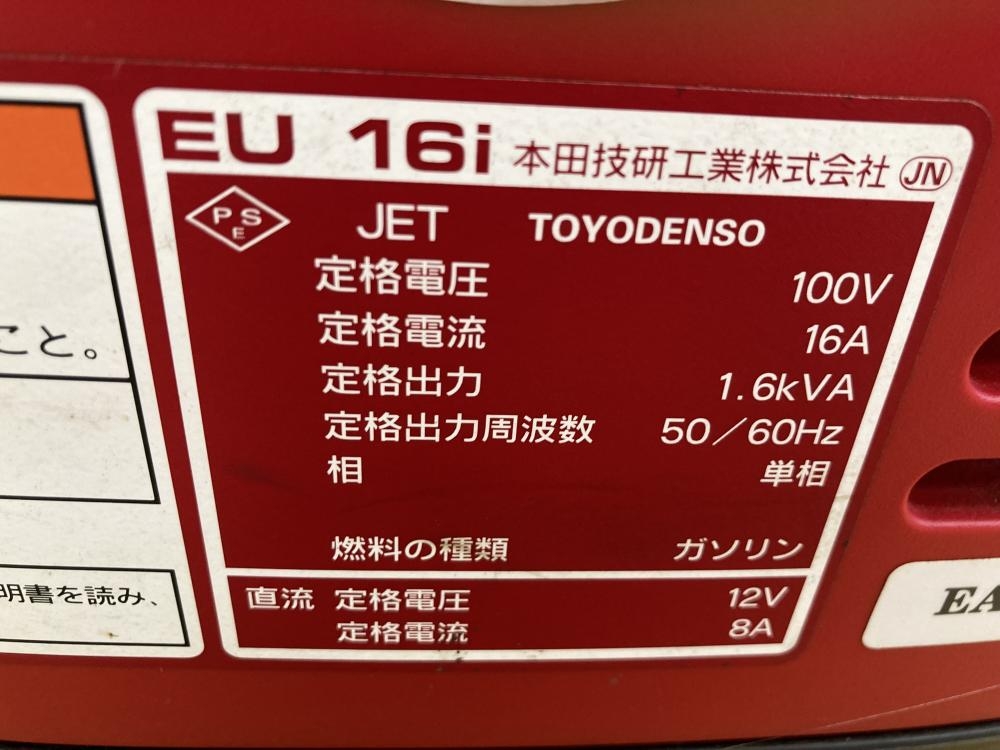 EU 16i 本田技研工業株式会社 JN
PSE JET TOYODENSO
定格電圧 100V
定格電流 16A
定格出力 1.6kVA
定格出力周波数 50/60Hz
相 単相
燃料の種類 ガソリン
直流 定格電圧 12V
定格電流 8A
こと。
明書を読み、
EA